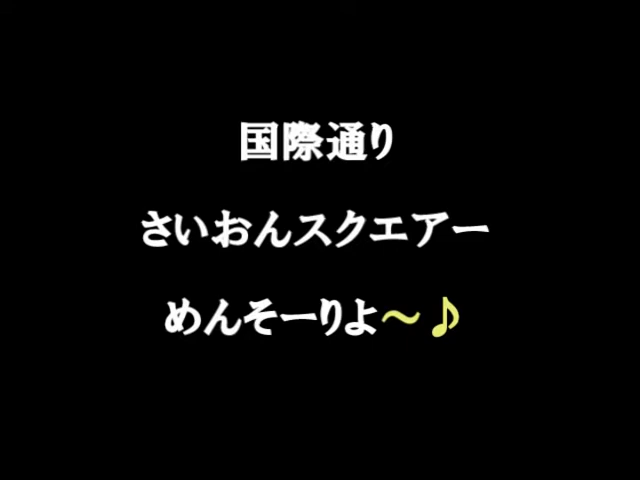 国際通り
さいおんスクエアー
めんそーりよ～♪